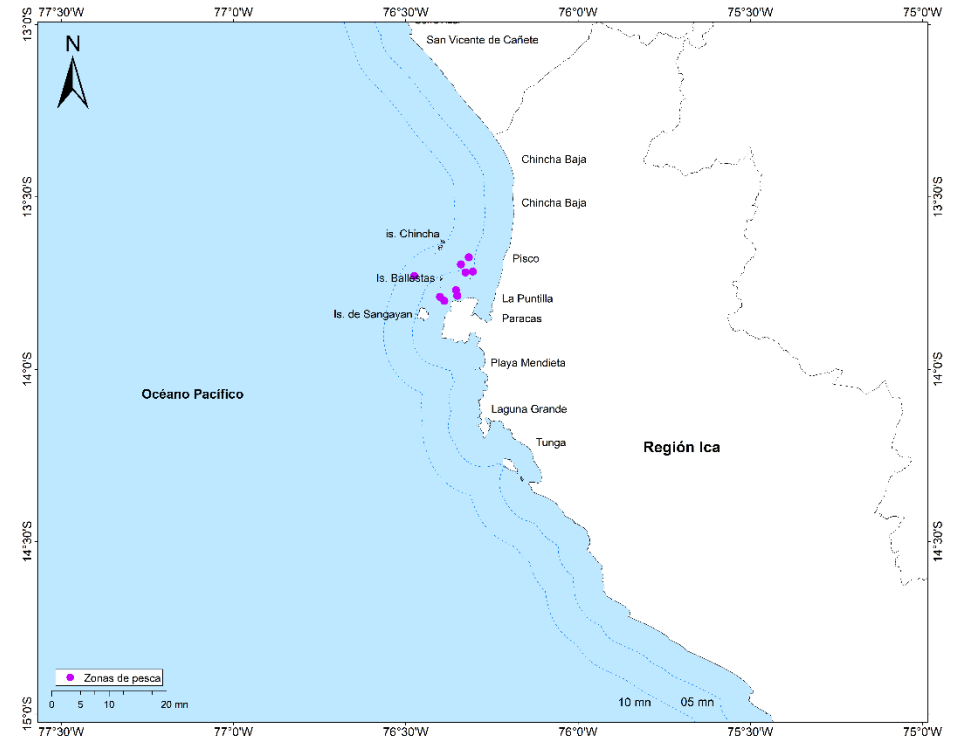 77°30'W 77°0'W 76°30'W 76°0'W 75°30'W 75°0'W
13°0'S
13°0'S
N
San Vicente de Cañete
Chincha Baja
13°30'S
13°30'S
Chincha Baja
is. Chincha
Pisco
Is. Ballestas
La Puntilla
Is. de Sangayan
Paracas
Playa Mendieta
14°0'S
14°0'S
Océano Pacífico
Laguna Grande
Tunga
Región Ica
14°30'S
14°30'S
Zonas de pesca
0 5 10 20 mn
10 mn 05 mn
15°0'S
15°0'S
77°30'W 77°0'W 76°30'W 76°0'W 75°30'W 75°0'W